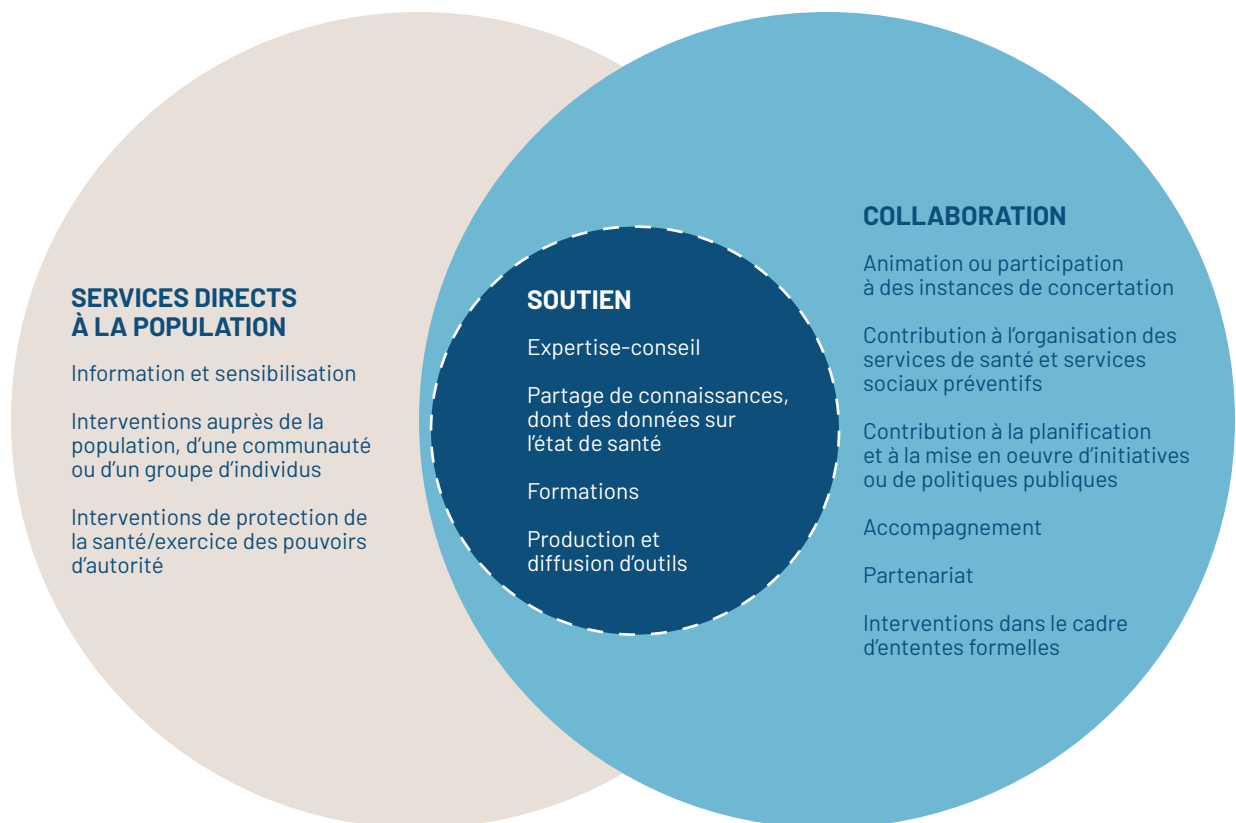 SERVICES DIRECTS
À LA POPULATION
Information et sensibilisation
Interventions auprès de la
population, d'une communauté
ou d'un groupe d'individus
Interventions de protection de
la santé/exercice des pouvoirs
d'autorité
SOUTIEN
Expertise-conseil
Partage de connaissances,
dont des données sur
l'état de santé
Formations
Production et
diffusion d'outils
COLLABORATION
Animation ou participation
à des instances de concertation
Contribution à l'organisation des
services de santé et services
sociaux préventifs
Contribution à la planification
et à la mise en oeuvre d'initiatives
ou de politiques publiques
Accompagnement
Partenariat
Interventions dans le cadre
d'ententes formelles